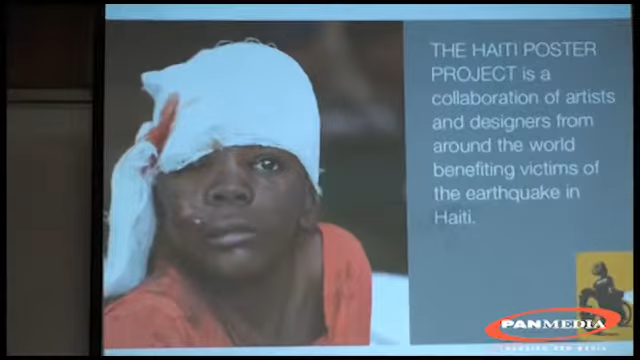 THE HAITI POSTER
PROJECT is a
collaboration of artists
and designers from
around the world
benefiting victims of
the earthquake in
Haiti.
PANMEDIA